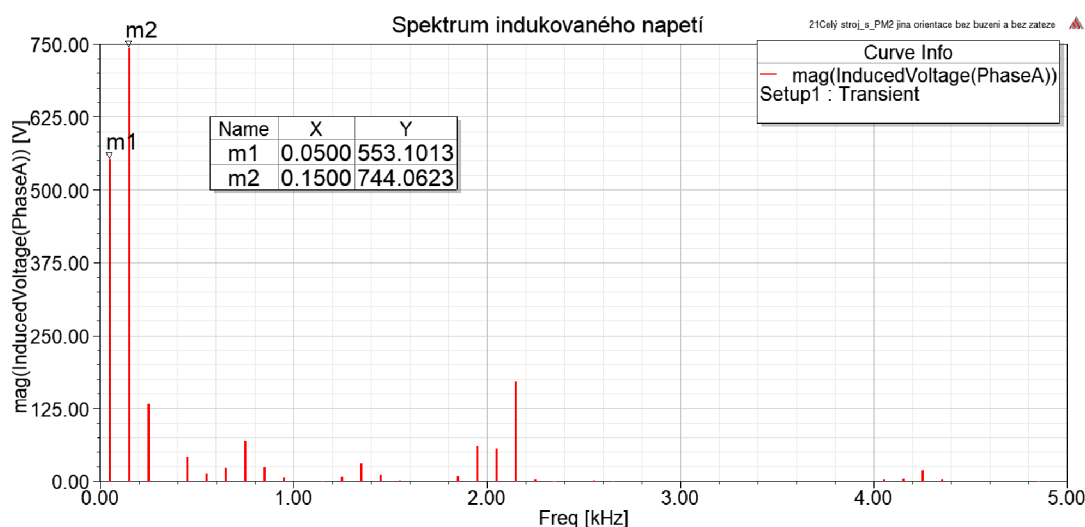 Spektrum indukovaného napetí
21Celý stroj_s_PM2 jina orientace bez buzeni a bez zateze
m2
m1
Curve Info
mag(InducedVoltage(PhaseA))
Setup1 : Transient
Name X Y
m1 0.0500 553.1013
m2 0.1500 744.0623
mag(InducedVoltage(PhaseA)) [V]
750.00
625.00
500.00
375.00
250.00
125.00
0.00
0.00 1.00 2.00 3.00 4.00 5.00
Freq [kHz]